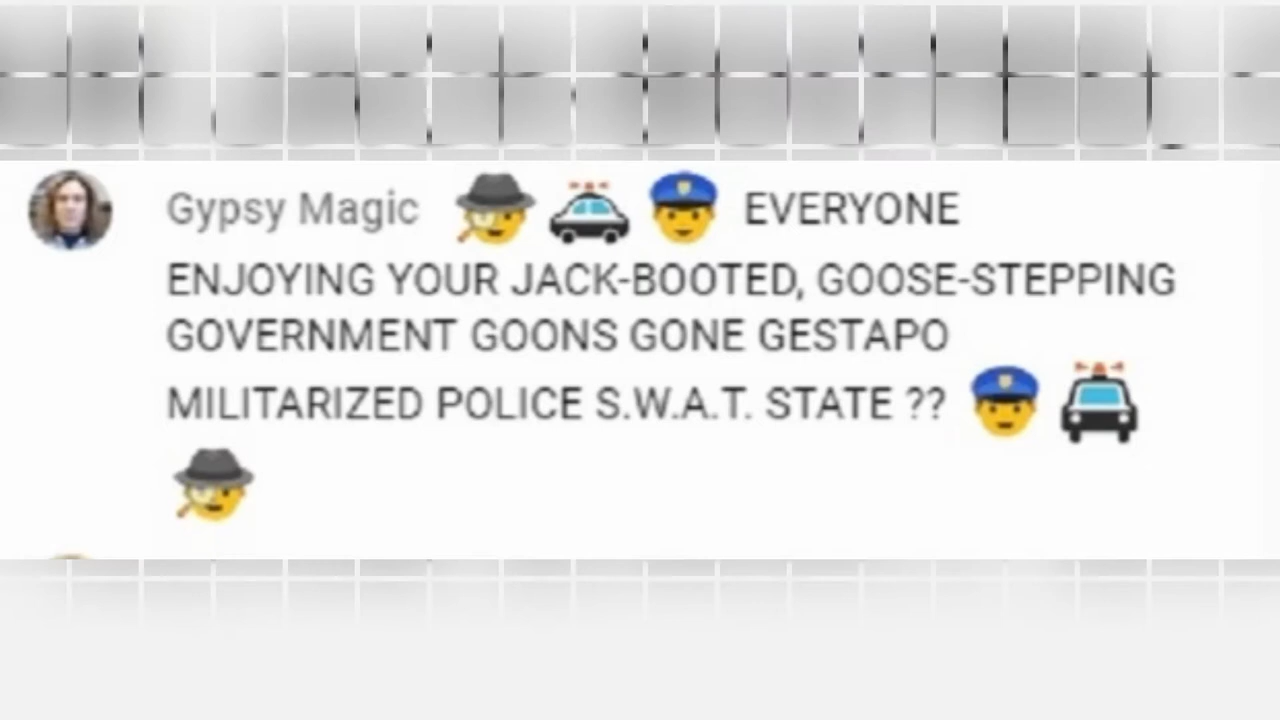 Gypsy Magic 🕵️🚓👮 EVERYONE
ENJOYING YOUR JACK-BOOTED, GOOSE-STEPPING
GOVERNMENT GOONS GONE GESTAPO
MILITARIZED POLICE S.W.A.T. STATE ?? 👮🚔
🕵️